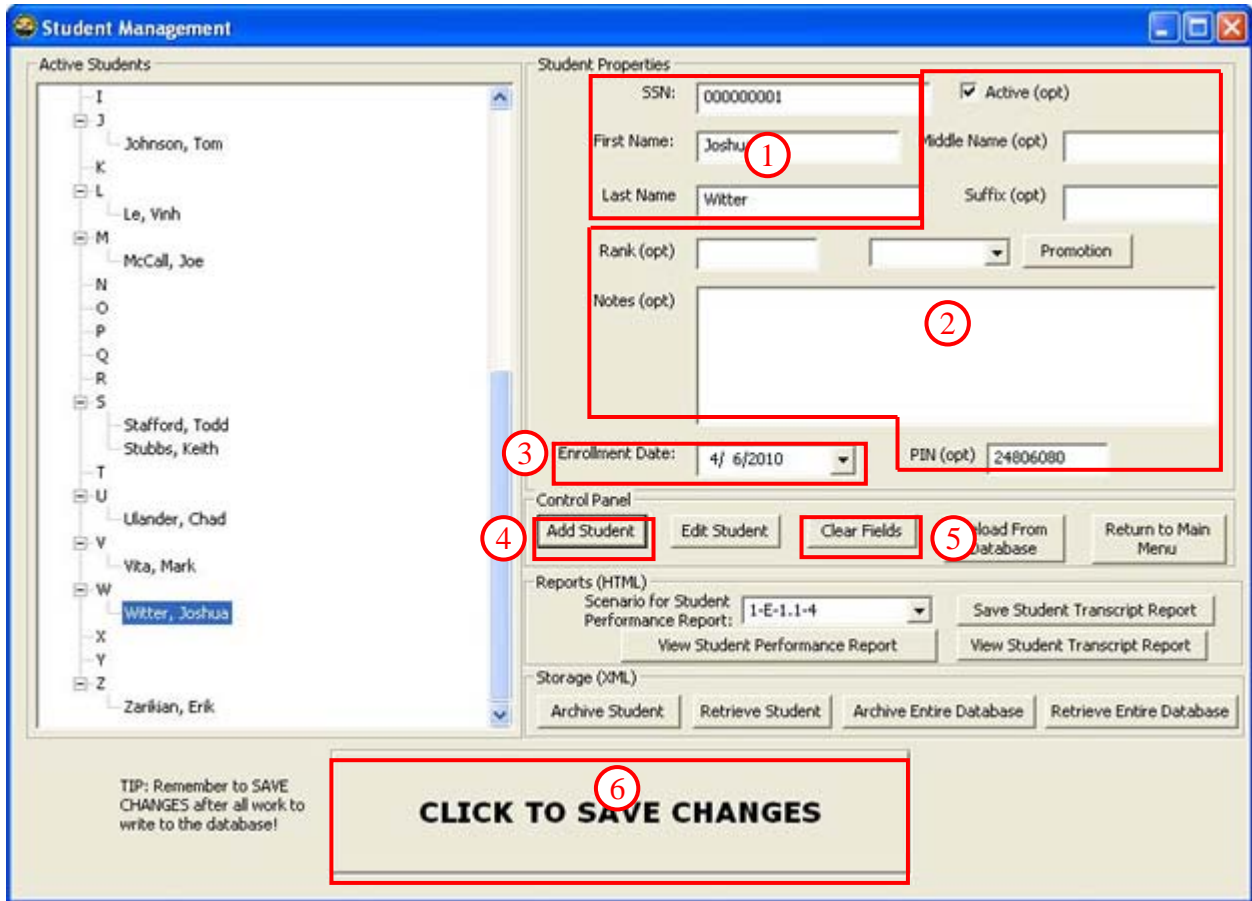 Student Management
Active Students
I
J
Johnson, Tom
K
L
Le, Vinh
M
McCall, Joe
N
O
P
Q
R
S
Stafford, Todd
Stubbs, Keith
T
U
Ulander, Chad
V
Vita, Mark
W
Witter, Joshua
X
Y
Z
Zarikian, Erik
Student Properties
SSN: 000000001
Active (opt)
First Name: Joshu
1
Middle Name (opt)
Last Name Witter
Suffix (opt)
Rank (opt)
Promotion
Notes (opt)
2
3
Enrollment Date: 4/ 6/2010
PIN (opt) 24806080
Control Panel
4
Add Student
Edit Student
Clear Fields
5
From
Database
Return to Main
Menu
Reports (HTML)
Scenario for Student
Performance Report: 1-E-1.1-4
Save Student Transcript Report
View Student Performance Report
View Student Transcript Report
Storage (XML)
Archive Student
Retrieve Student
Archive Entire Database
Retrieve Entire Database
TIP: Remember to SAVE
CHANGES after all work to
write to the database!
6
CLICK TO SAVE CHANGES